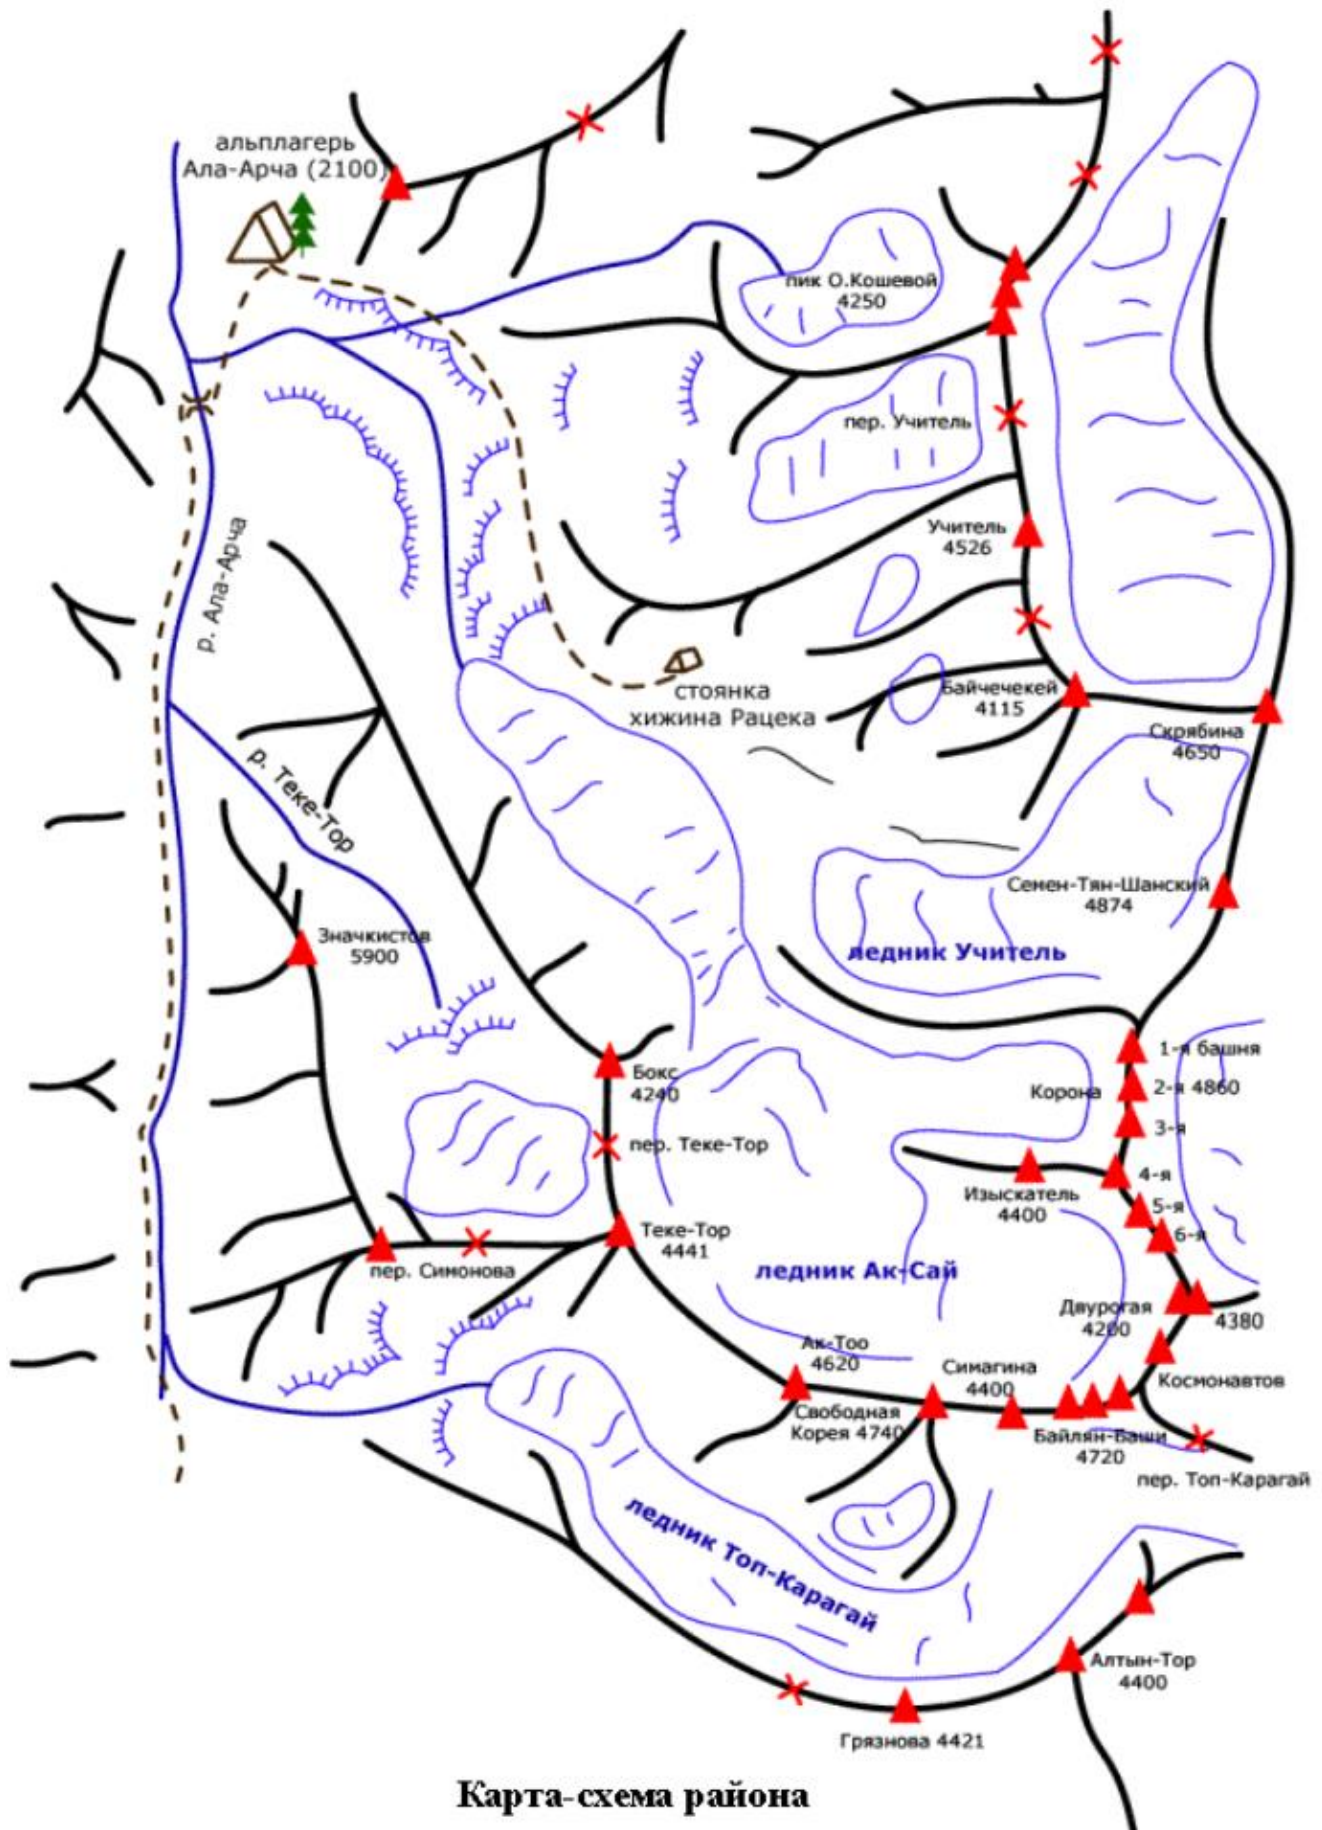 альплагерь
Ала-Арча (2100)
пик О.Кошевой
4250
пер. Учитель
Учитель
4526
р. Ала-Арча
стоянка
хижина Рацека
Байчечекей
4115
Скрябина
4650
р. Теке-Тор
Семен-Тян-Шанский
4874
Значкистов
5900
ледник Учитель
1-я башня
Бокс
4240
Корона
2-я 4860
3-я
пер. Теке-Тор
4-я
Изыскатель
4400
5-я
6-я
Теке-Тор
4441
пер. Симонова
ледник Ак-Сай
Двурогая
4200
4380
Ак-Тоо
4620
Симагина
4400
Космонавтов
Свободная
Корея 4740
Байлян-Баши
4720
пер. Топ-Карагай
ледник Топ-Карагай
Алтын-Тор
4400
Грязнова 4421
Карта-схема района